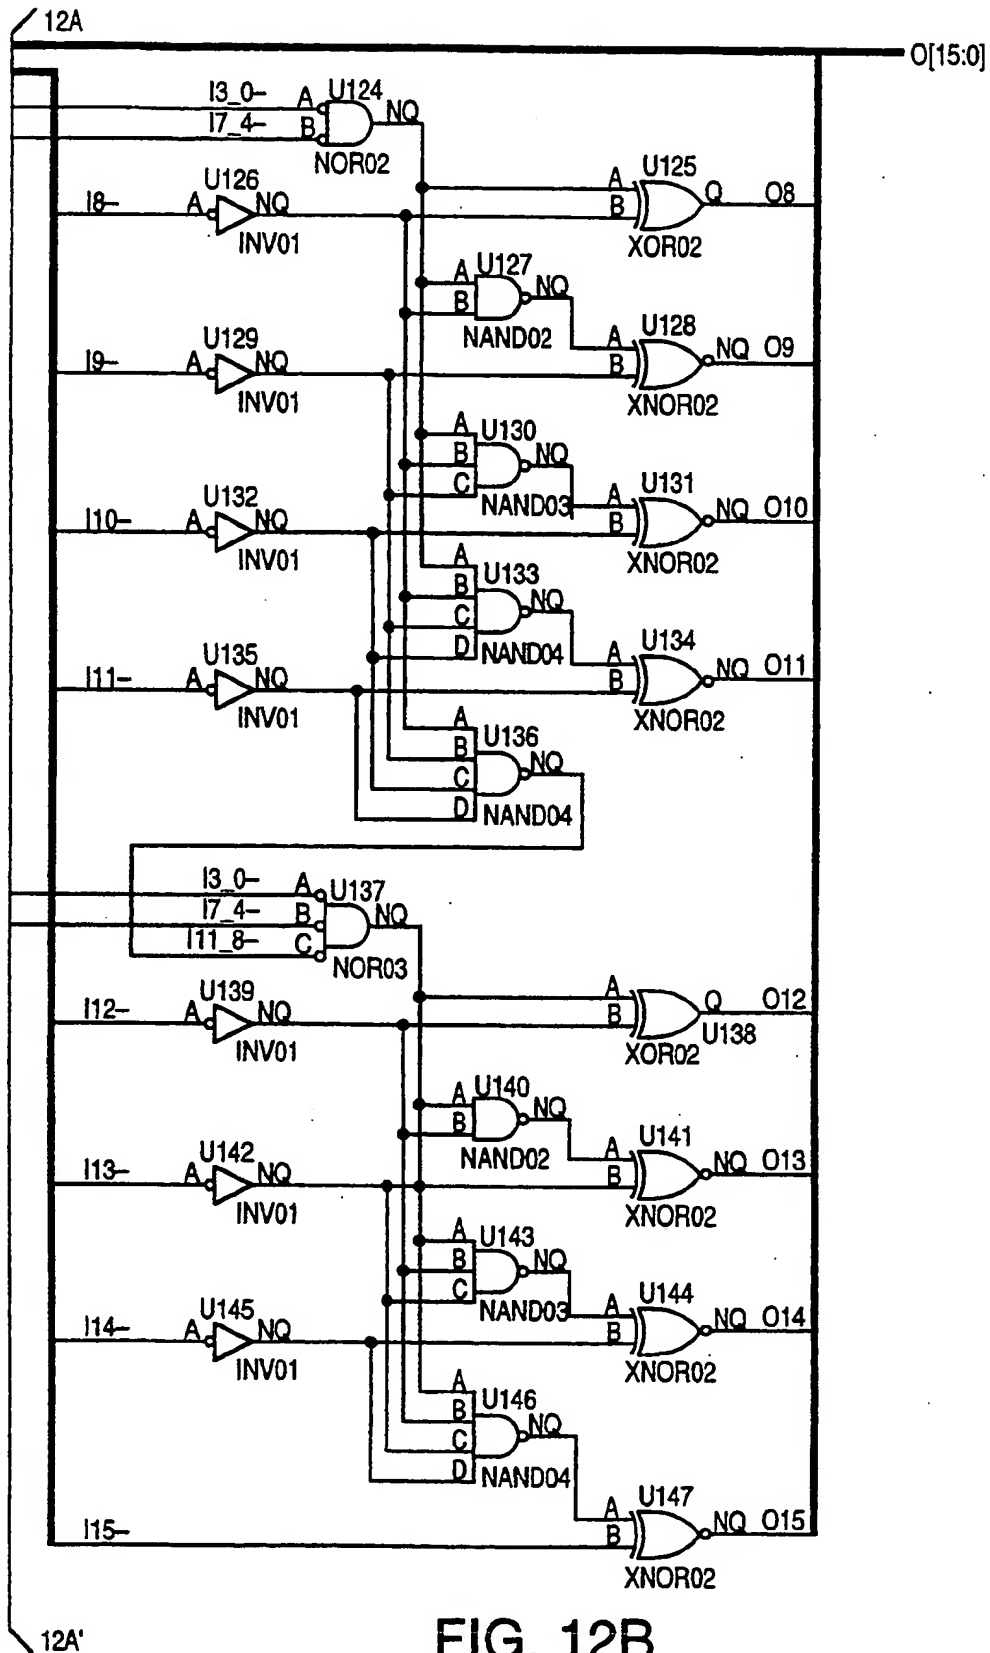 12A
O[15:0]
I3_0– A U124
I7_4– B NQ
NOR02
U126
I8– A NQ
INV01
U125
A Q O8
B
XOR02
U127
A NQ
B
NAND02
U129
I9– A NQ
INV01
U128
A NQ O9
B
XNOR02
U130
A
B NQ
C
NAND03
U132
I10– A NQ
INV01
U131
A NQ O10
B
XNOR02
U133
A
B NQ
C
D
NAND04
U135
I11– A NQ
INV01
U134
A NQ O11
B
XNOR02
U136
A
B NQ
C
D
NAND04
I3_0– A U137
I7_4– B NQ
I11_8– C
NOR03
U139
I12– A NQ
INV01
A Q O12
B U138
XOR02
U140
A NQ
B
NAND02
U142
I13– A NQ
INV01
U141
A NQ O13
B
XNOR02
U143
A
B NQ
C
NAND03
U145
I14– A NQ
INV01
U144
A NQ O14
B
XNOR02
U146
A
B NQ
C
D
NAND04
U147
A NQ O15
I15– B
XNOR02
12A'
FIG. 12B